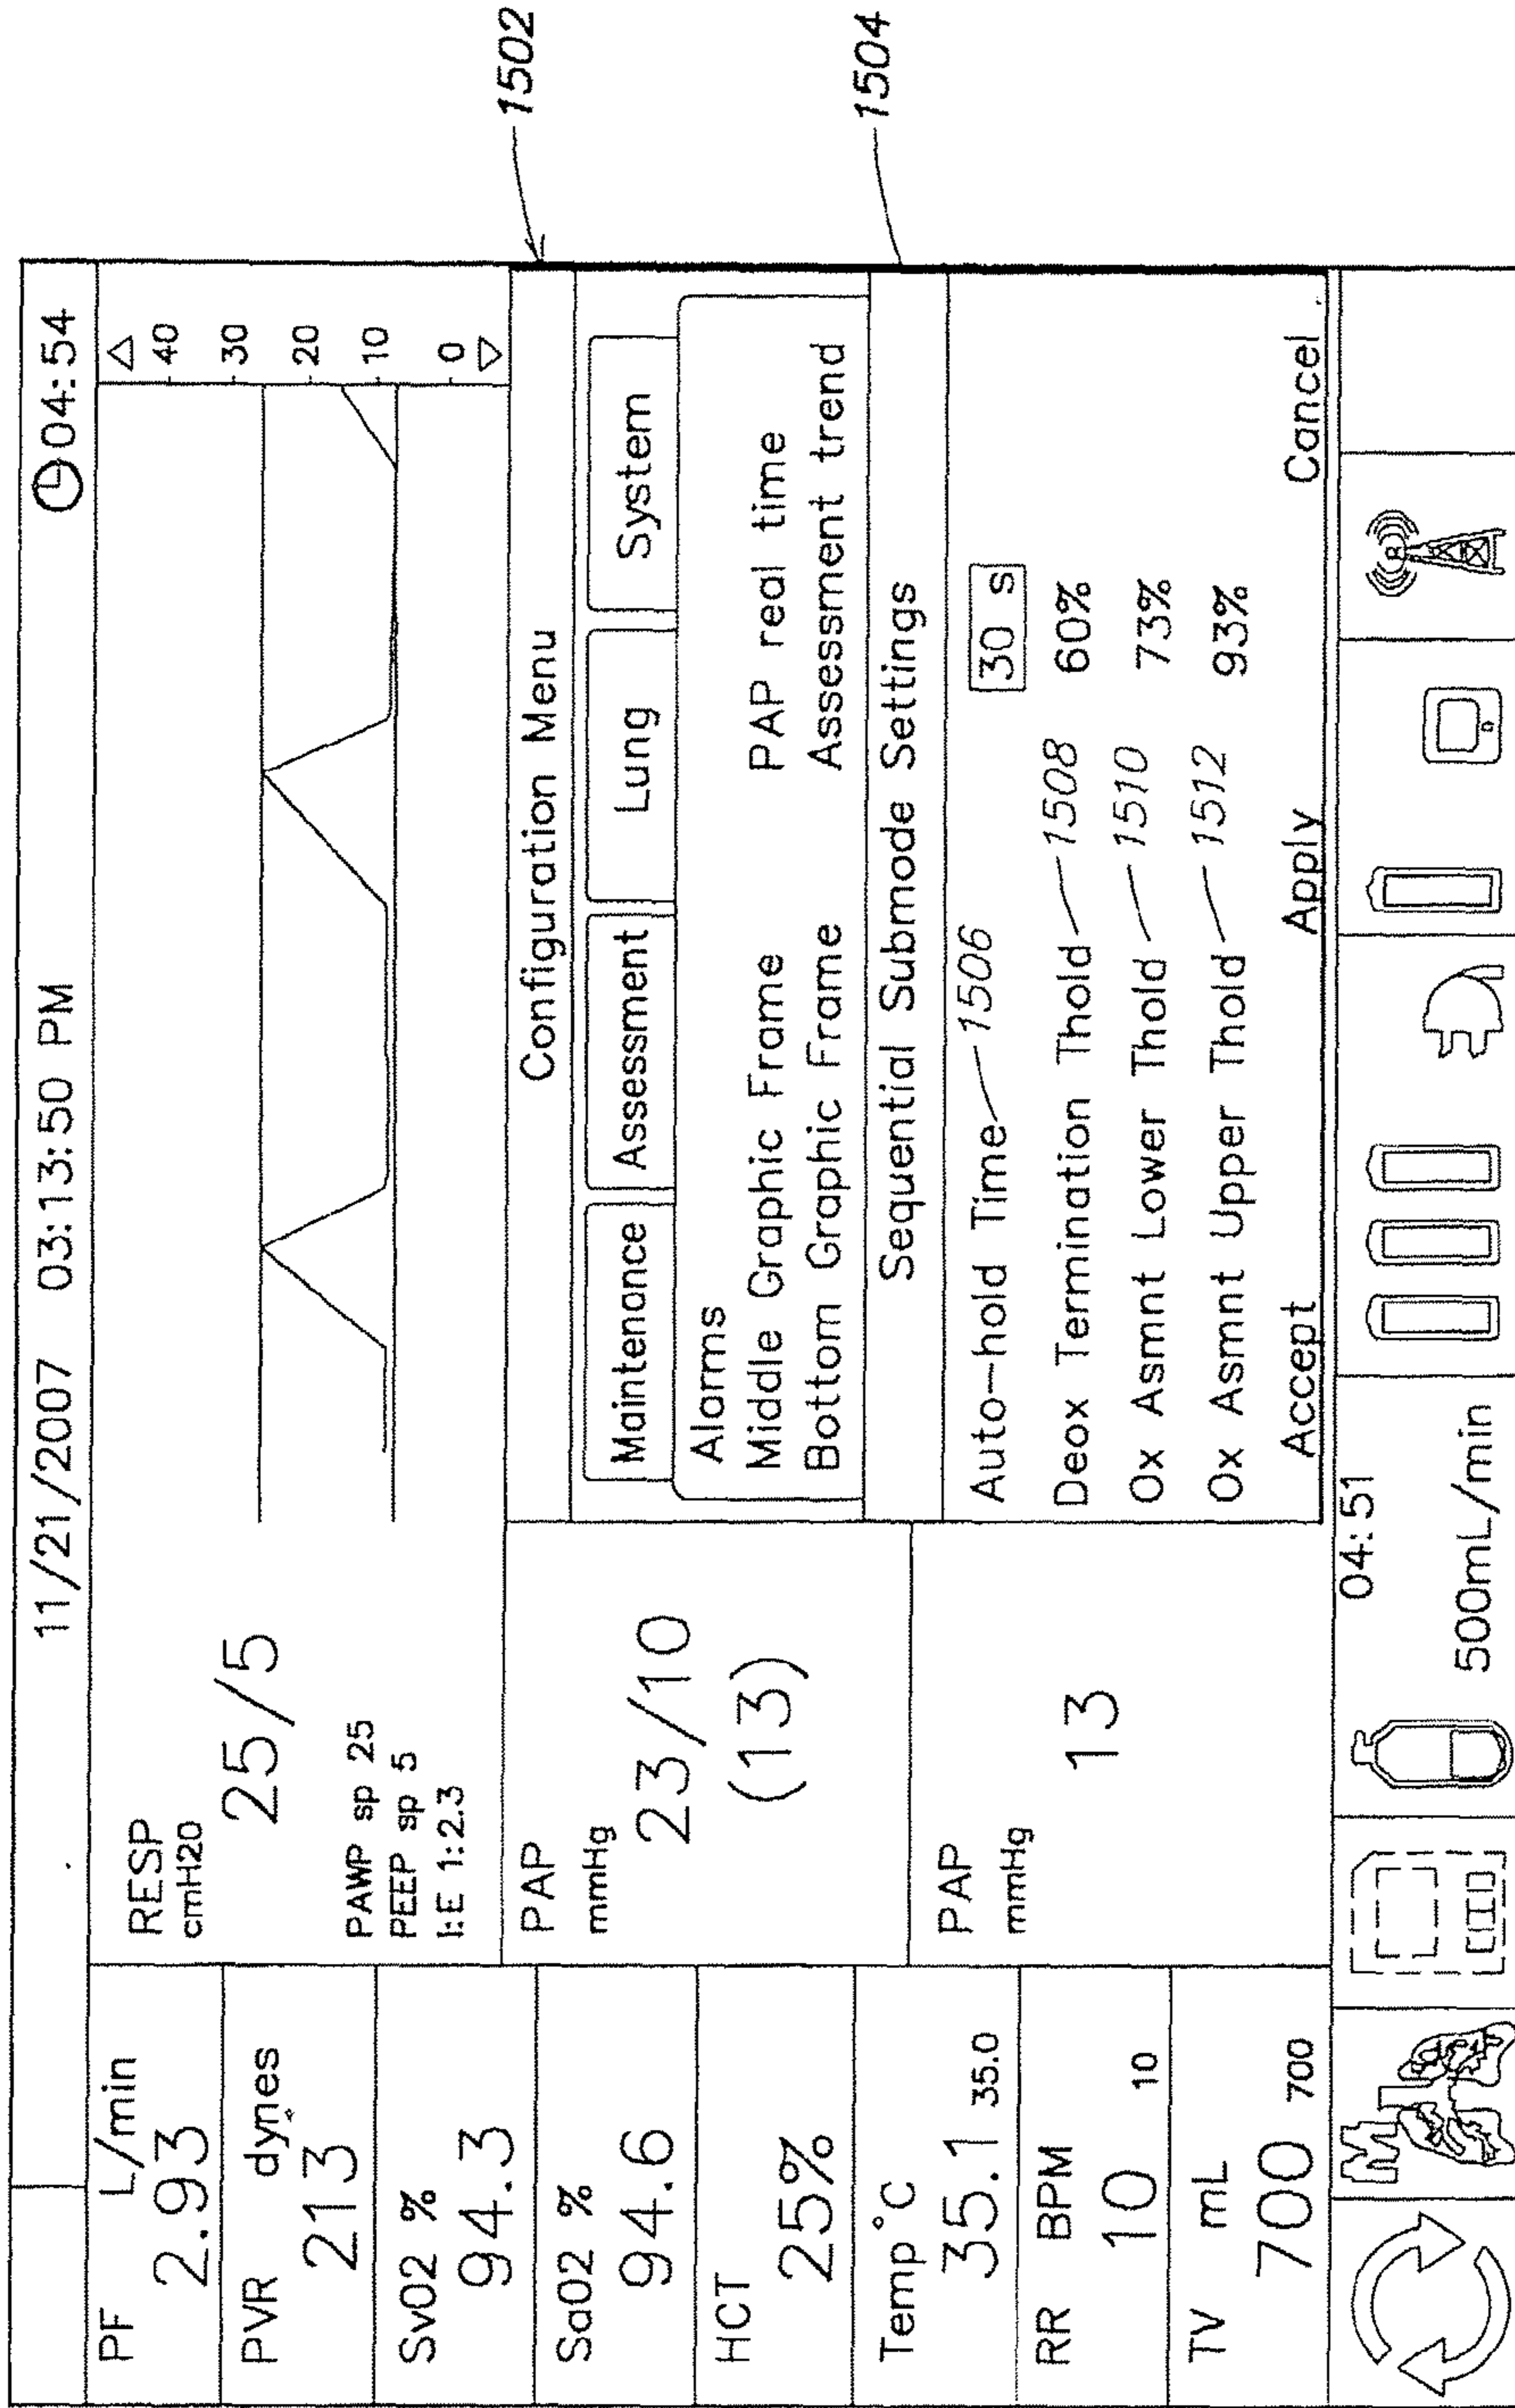 11/21/2007 03:13:50 PM 04:54
PF L/min
2.93
PVR dynes
213
SvO2 %
94.3
SaO2 %
94.6
HCT
25%
Temp °C
35.1 35.0
RR BPM
10 10
TV mL
700 700
RESP
cmH2O
25/5
PAWP sp 25
PEEP sp 5
I:E 1:2.3
40
30
20
10
0
PAP
mmHg
23/10
(13)
PAP
mmHg
13
Configuration Menu
1502
Maintenance Assessment Lung System
Alarms
Middle Graphic Frame PAP real time
Bottom Graphic Frame Assessment trend
Sequential Submode Settings
1504
Auto-hold Time 1506 30 s
Deox Termination Thold 1508 60%
Ox Asmnt Lower Thold 1510 73%
Ox Asmnt Upper Thold 1512 93%
Accept Apply Cancel
M
04:51
500mL/min